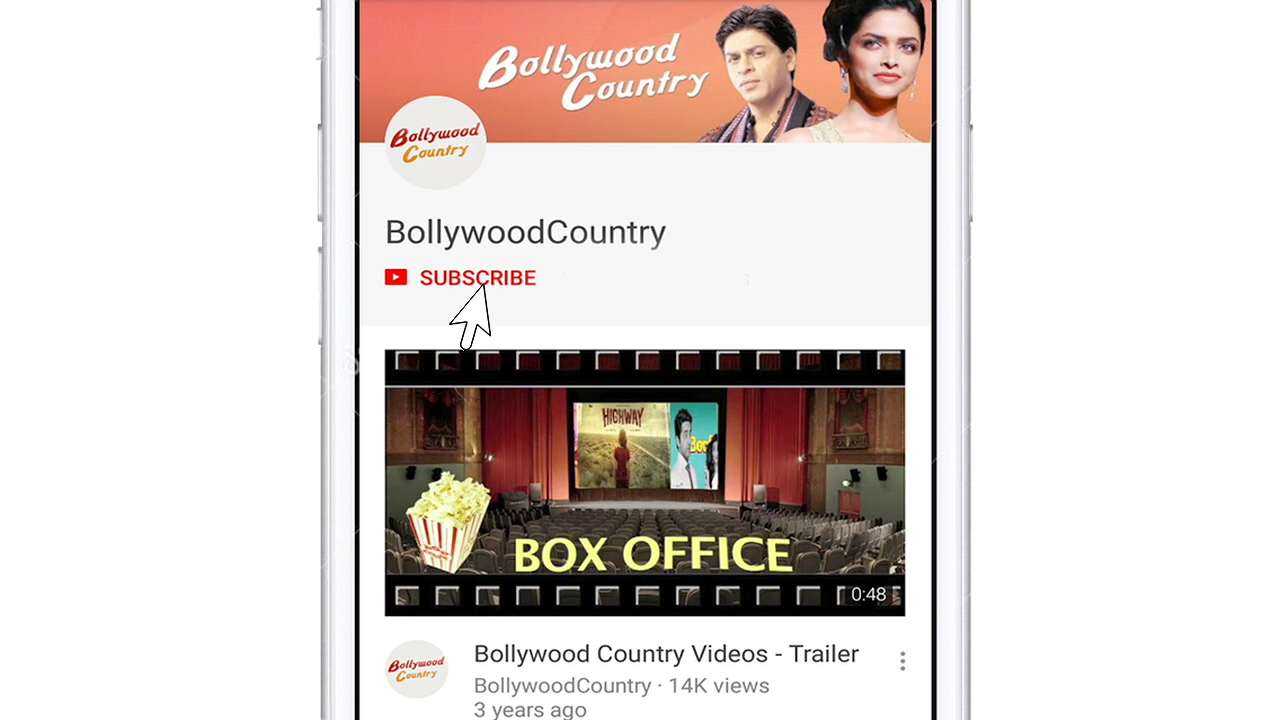 Bollywood
Country
Bollywood
Country
BollywoodCountry
SUBSCRIBE
HIGHWAY
BOX OFFICE
0:48
Bollywood
Country
Bollywood Country Videos - Trailer
BollywoodCountry · 14K views
3 years ago